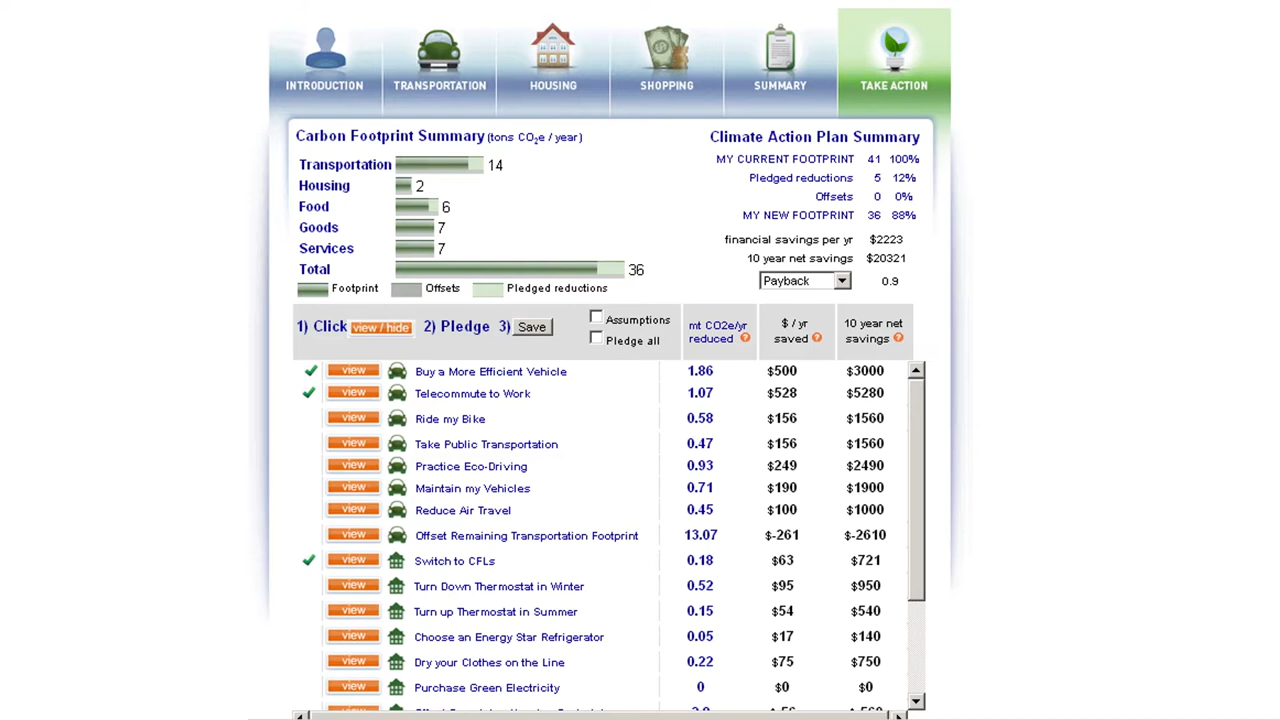 INTRODUCTION TRANSPORTATION HOUSING SHOPPING SUMMARY TAKE ACTION
Carbon Footprint Summary (tons CO2e / year)
Transportation 14
Housing 2
Food 6
Goods 7
Services 7
Total 36
Footprint Offsets Pledged reductions
Climate Action Plan Summary
MY CURRENT FOOTPRINT 41 100%
Pledged reductions 5 12%
Offsets 0 0%
MY NEW FOOTPRINT 36 88%
financial savings per yr $2223
10 year net savings $20321
Payback 0.9
1) Click view / hide 2) Pledge 3) Save
Assumptions
Pledge all
mt CO2e/yr
reduced ?
$ / yr
saved ?
10 year net
savings ?
view Buy a More Efficient Vehicle 1.86 $500 $3000
view Telecommute to Work 1.07 $528 $5280
view Ride my Bike 0.58 $156 $1560
view Take Public Transportation 0.47 $156 $1560
view Practice Eco-Driving 0.93 $249 $2490
view Maintain my Vehicles 0.71 $190 $1900
view Reduce Air Travel 0.45 $100 $1000
view Offset Remaining Transportation Footprint 13.07 $-261 $-2610
view Switch to CFLs 0.18 $63 $721
view Turn Down Thermostat in Winter 0.52 $95 $950
view Turn up Thermostat in Summer 0.15 $54 $540
view Choose an Energy Star Refrigerator 0.05 $17 $140
view Dry your Clothes on the Line 0.22 $75 $750
view Purchase Green Electricity 0 $0 $0